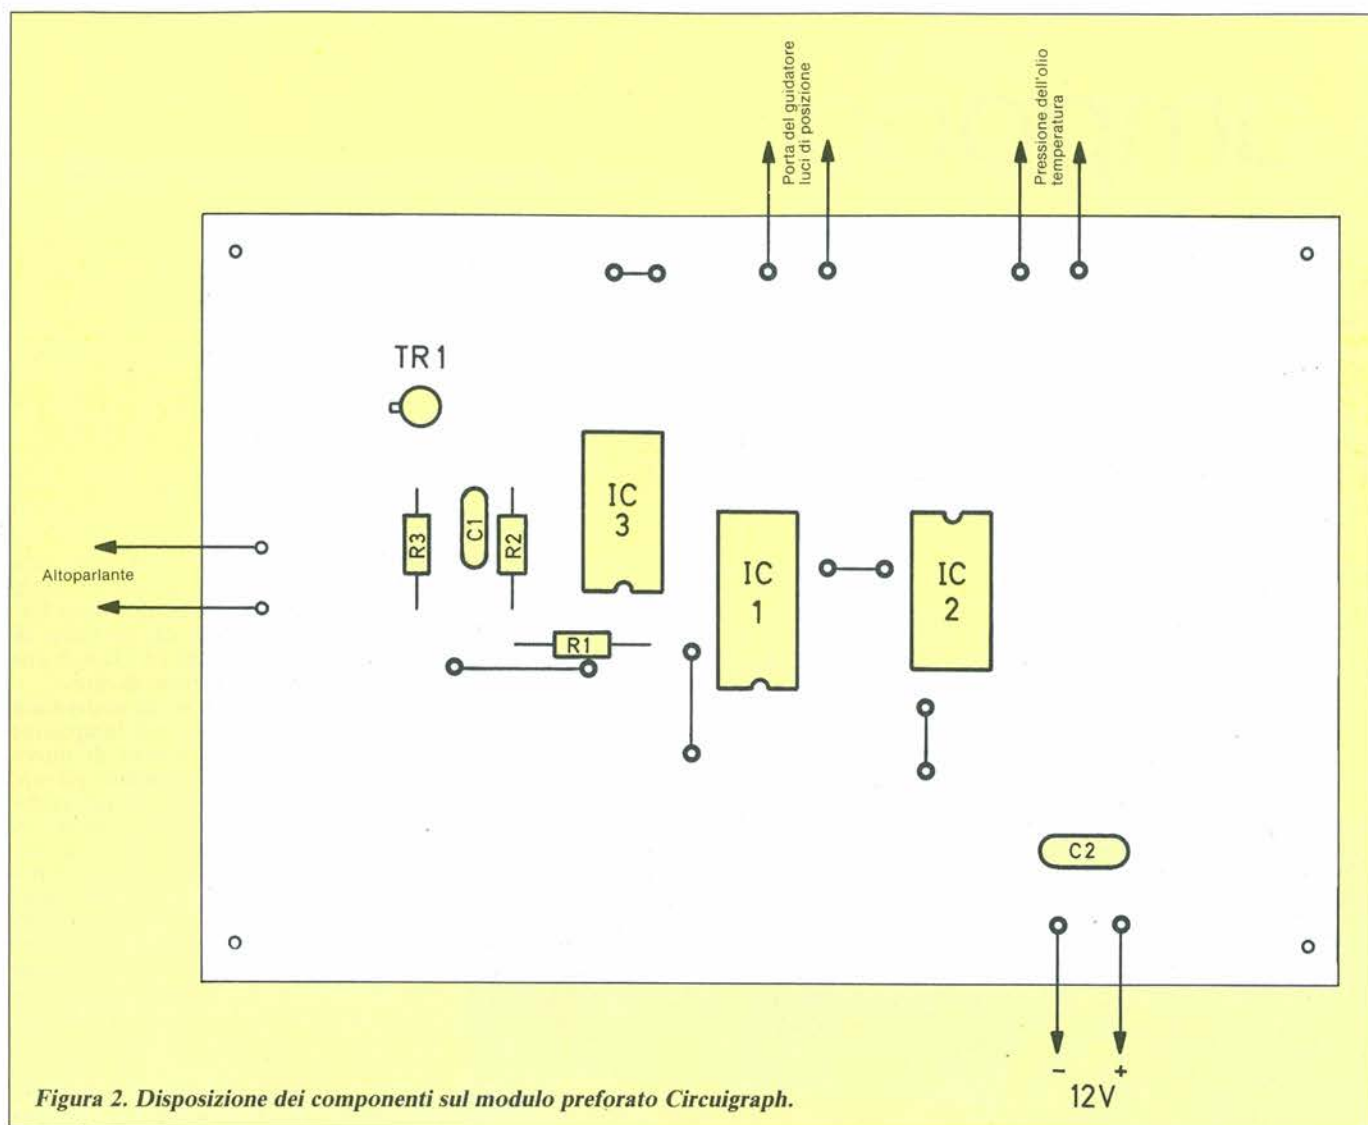 Porta del guidatore
luci di posizione
Pressione dell'olio
temperatura
TR1
IC
3
R3
C1
R2
Altoparlante
IC
1
IC
2
R1
C2
- +
12V
Figura 2. Disposizione dei componenti sul modulo preforato Circuigraph.